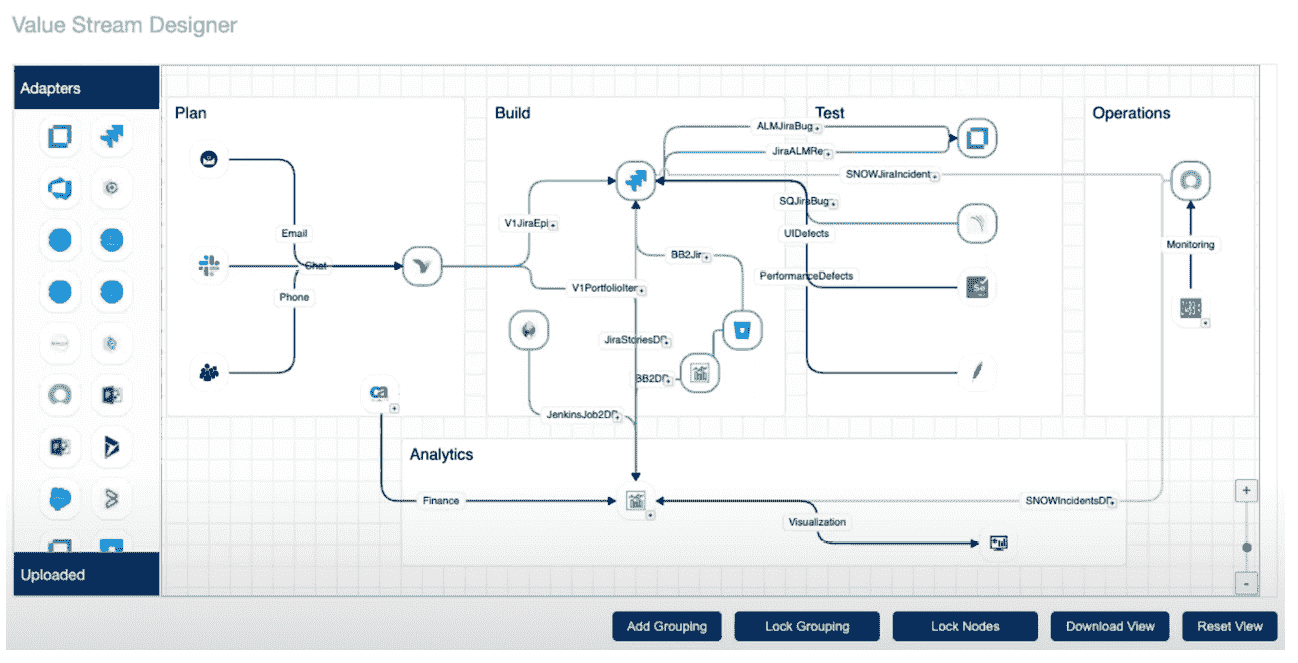 Value Stream Designer
Adapters
Plan
Build
Test
Operations
ALMJiraBug
JiraALMRe
SNOWJiraIncident
SQJiraBug
V1JiraEpi
Email
UIDefects
Monitoring
BB2Jir
Chat
PerformanceDefects
Phone
V1PortfolioIter
JiraStoriesDD
BB2DD
ca
JenkinsJob2DD
Analytics
Finance
SNOWIncidentsDD
Visualization
Se
Uploaded
+
-
Add Grouping
Lock Grouping
Lock Nodes
Download View
Reset View